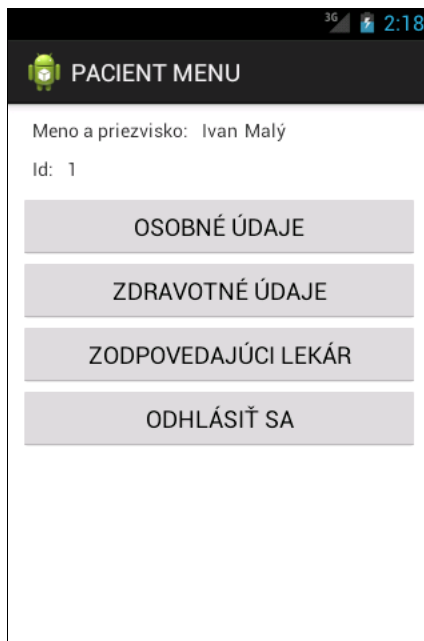 3G 2:18
PACIENT MENU
Meno a priezvisko: Ivan Malý
Id: 1
OSOBNÉ ÚDAJE
ZDRAVOTNÉ ÚDAJE
ZODPOVEDAJÚCI LEKÁR
ODHLÁSIŤ SA